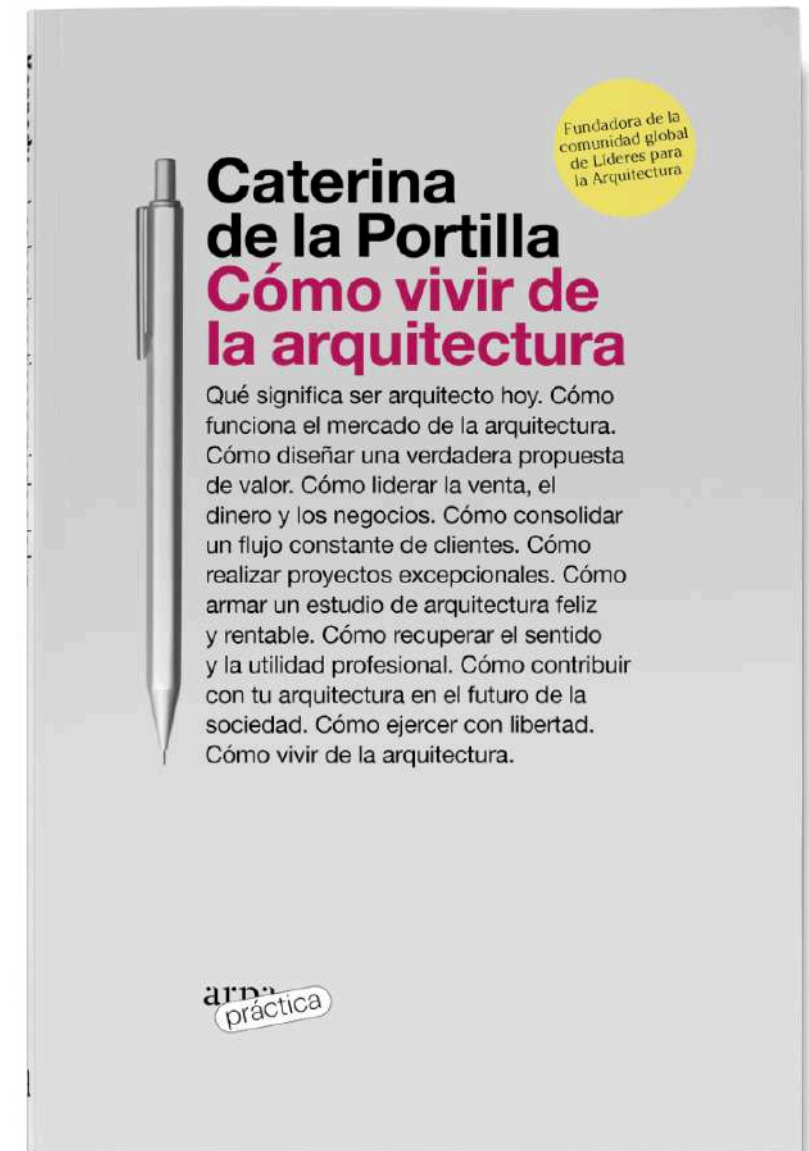 Fundadora de la
comunidad global
de Líderes para
la Arquitectura
Caterina
de la Portilla
Cómo vivir de
la arquitectura
Qué significa ser arquitecto hoy. Cómo
funciona el mercado de la arquitectura.
Cómo diseñar una verdadera propuesta
de valor. Cómo liderar la venta, el
dinero y los negocios. Cómo consolidar
un flujo constante de clientes. Cómo
realizar proyectos excepcionales. Cómo
armar un estudio de arquitectura feliz
y rentable. Cómo recuperar el sentido
y la utilidad profesional. Cómo contribuir
con tu arquitectura en el futuro de la
sociedad. Cómo ejercer con libertad.
Cómo vivir de la arquitectura.
arpa
práctica